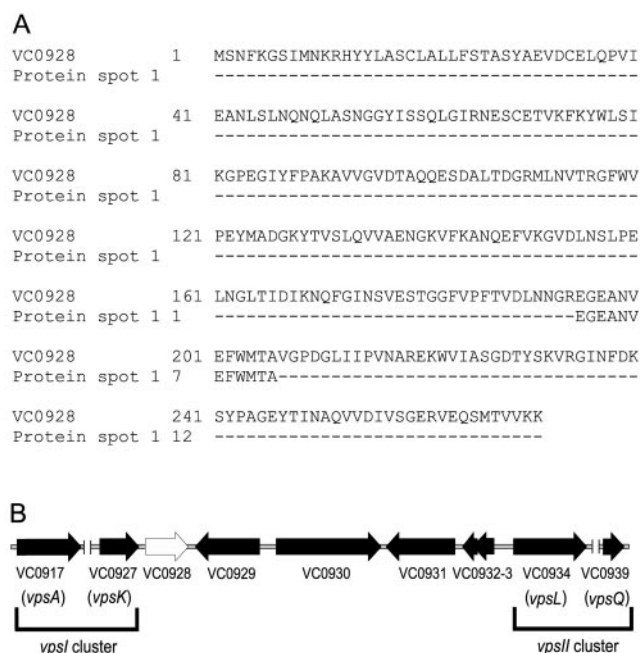 A
VC0928 1 MSNFKGSIMNKRHYYLASCLALLFSTASYAEVDCELQPVI
Protein spot 1 ----------------------------------------
VC0928 41 EANLSLNQNQLASNGGYISSQLGIRNESCETVKFKYWLSI
Protein spot 1 ----------------------------------------
VC0928 81 KGPEGIYFPAKAVVGVDTAQQESDALTDGRMLNVTRGFWV
Protein spot 1 ----------------------------------------
VC0928 121 PEYMADGKYTVSLQVVAENGKVFKANQEFVKGVDLNSLPE
Protein spot 1 ----------------------------------------
VC0928 161 LNGLTIDIKNQFGINSVESTGGFVPFTVDLNNGREGEANV
Protein spot 1 1 ----------------------------------EGEANV
VC0928 201 EFWMTAVGPDGLIIPVNAREKWVIASGDTYSKVRGINFDK
Protein spot 1 7 EFWMTA----------------------------------
VC0928 241 SYPAGEYTINAQVVDIVSGERVEQSMTVVKK
Protein spot 1 12 -------------------------------
B
VC0917 VC0927 VC0928 VC0929 VC0930 VC0931 VC0932-3 VC0934 VC0939
(vpsA) (vpsK) (vpsL) (vpsQ)
vpsI cluster vpsII cluster